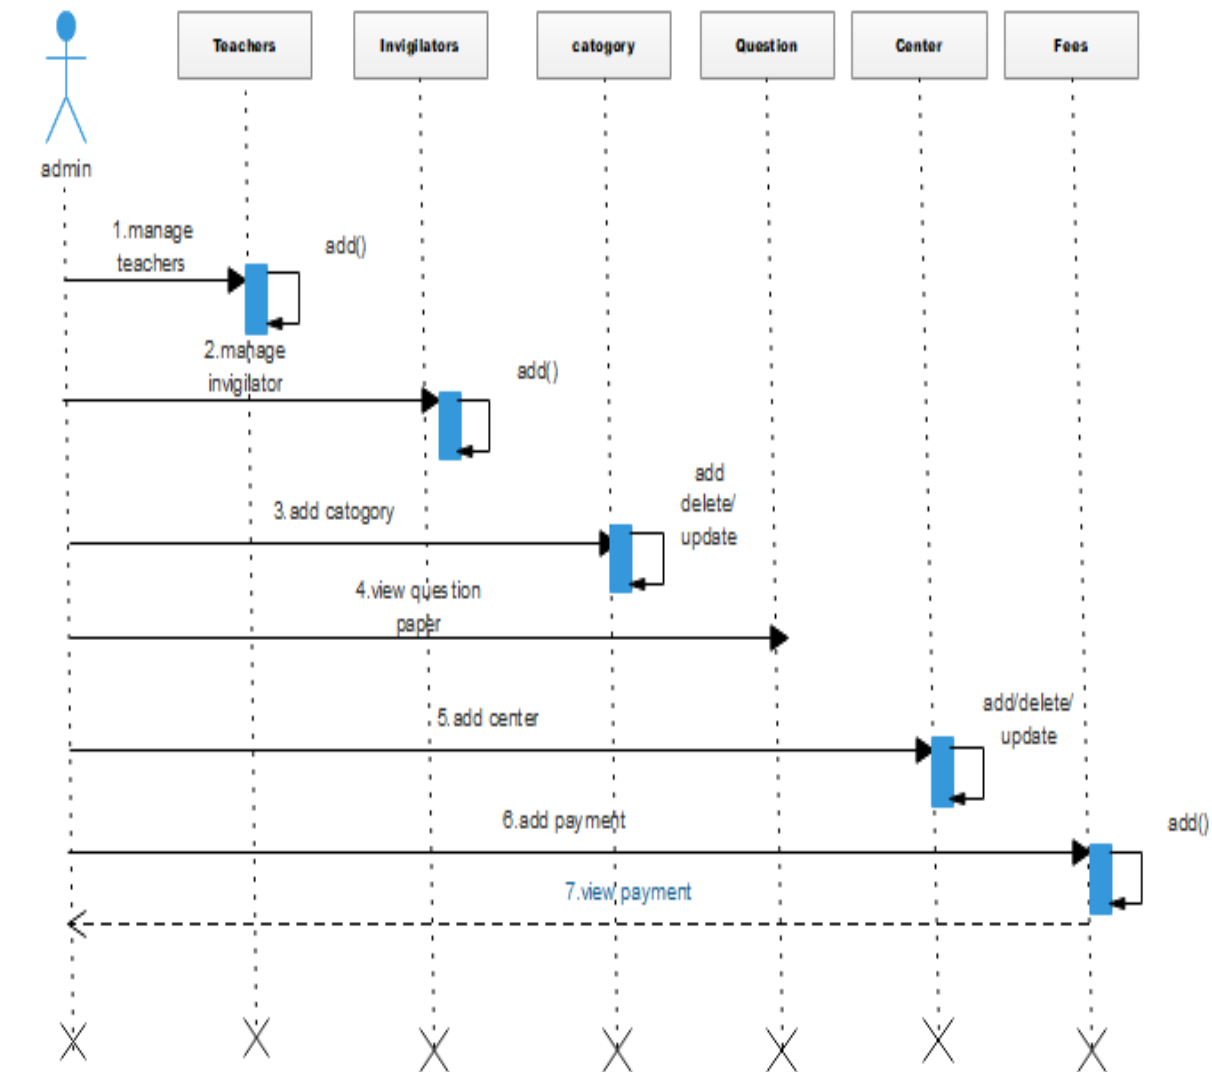 Teachers
Invigilators
catogory
Question
Center
Fees
admin
1.manage
teachers
add()
2.manage
invigilator
add()
3.add catogory
add
delete/
update
4.view question
paper
5.add center
add/delete/
update
6.add payment
add()
7.view payment